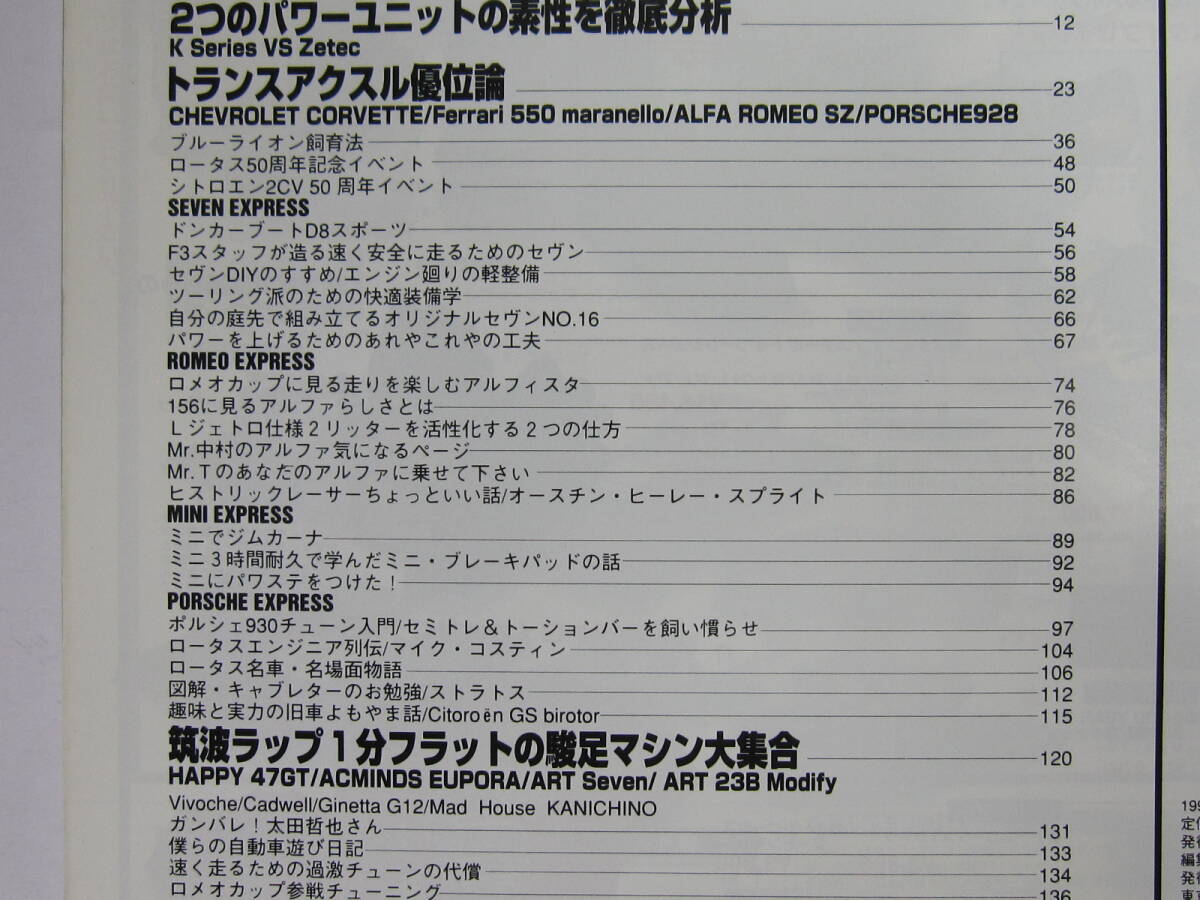 2つのパワーユニットの素性を徹底分析 12
K Series VS Zetec
トランスアクスル優位論 23
CHEVROLET CORVETTE/Ferrari 550 maranello/ALFA ROMEO SZ/PORSCHE928
ブルーライオン飼育法 36
ロータス50周年記念イベント 48
シトロエン2CV 50 周年イベント 50
SEVEN EXPRESS
ドンカーブートD8スポーツ 54
F3スタッフが造る速く安全に走るためのセヴン 56
セヴンDIYのすすめ/エンジン廻りの軽整備 58
ツーリング派のための快適装備学 62
自分の庭先で組み立てるオリジナルセヴンNO.16 66
パワーを上げるためのあれやこれやの工夫 67
ROMEO EXPRESS
ロメオカップに見る走りを楽しむアルフィスタ 74
156に見るアルファらしさとは 76
Lジェトロ仕様2リッターを活性化する2つの仕方 78
Mr.中村のアルファ気になるページ 80
Mr.Tのあなたのアルファに乗せて下さい 82
ヒストリックレーサーちょっといい話/オースチン・ヒーレー・スプライト 86
MINI EXPRESS
ミニでジムカーナ 89
ミニ3時間耐久で学んだミニ・ブレーキパッドの話 92
ミニにパワステをつけた! 94
PORSCHE EXPRESS
ポルシェ930チューン入門/セミトレ&トーションバーを飼い慣らせ 97
ロータスエンジニア列伝/マイク・コスティン 104
ロータス名車・名場面物語 106
図解・キャブレターのお勉強/ストラトス 112
趣味と実力の旧車よもやま話/Citoroën GS birotor 115
筑波ラップ1分フラットの駿足マシン大集合 120
HAPPY 47GT/ACMINDS EUPORA/ART Seven/ ART 23B Modify
Vivoche/Cadwell/Ginetta G12/Mad House KANICHINO
ガンバレ!太田哲也さん 131
僕らの自動車遊び日記 133
速く走るための過激チューンの代償 134
ロメオカップ参戦チューニング 136
199
定
発
編集
発
東京